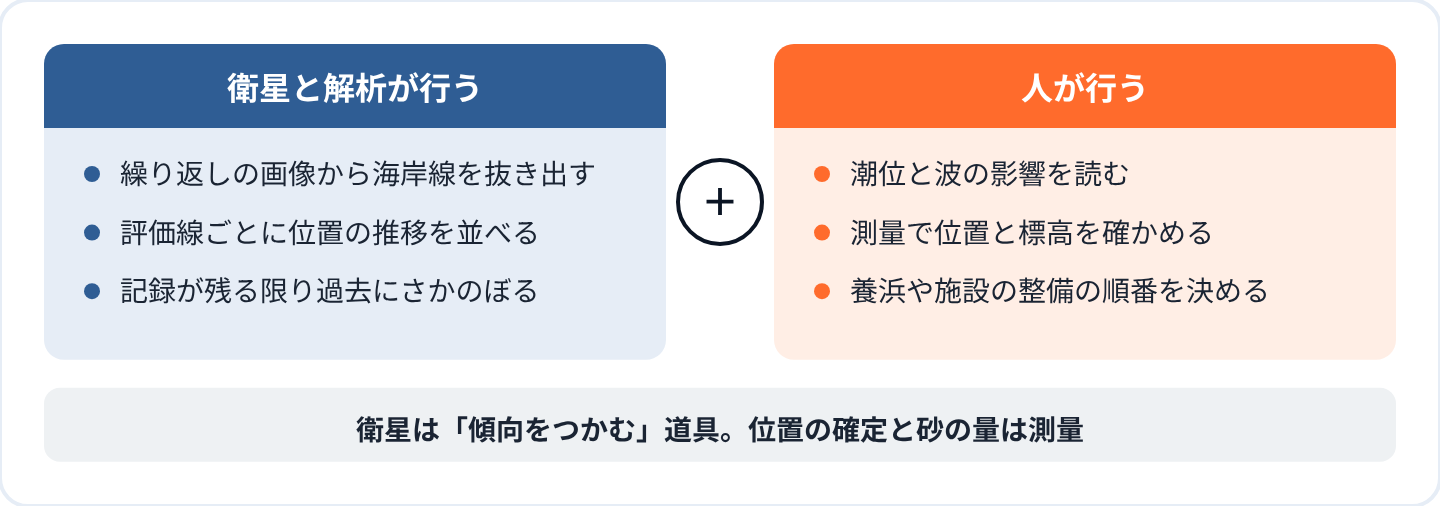 衛星と解析が行う
繰り返しの画像から海岸線を抜き出す
評価線ごとに位置の推移を並べる
記録が残る限り過去にさかのぼる
+
人が行う
潮位と波の影響を読む
測量で位置と標高を確かめる
養浜や施設の整備の順番を決める
衛星は「傾向をつかむ」道具。位置の確定と砂の量は測量